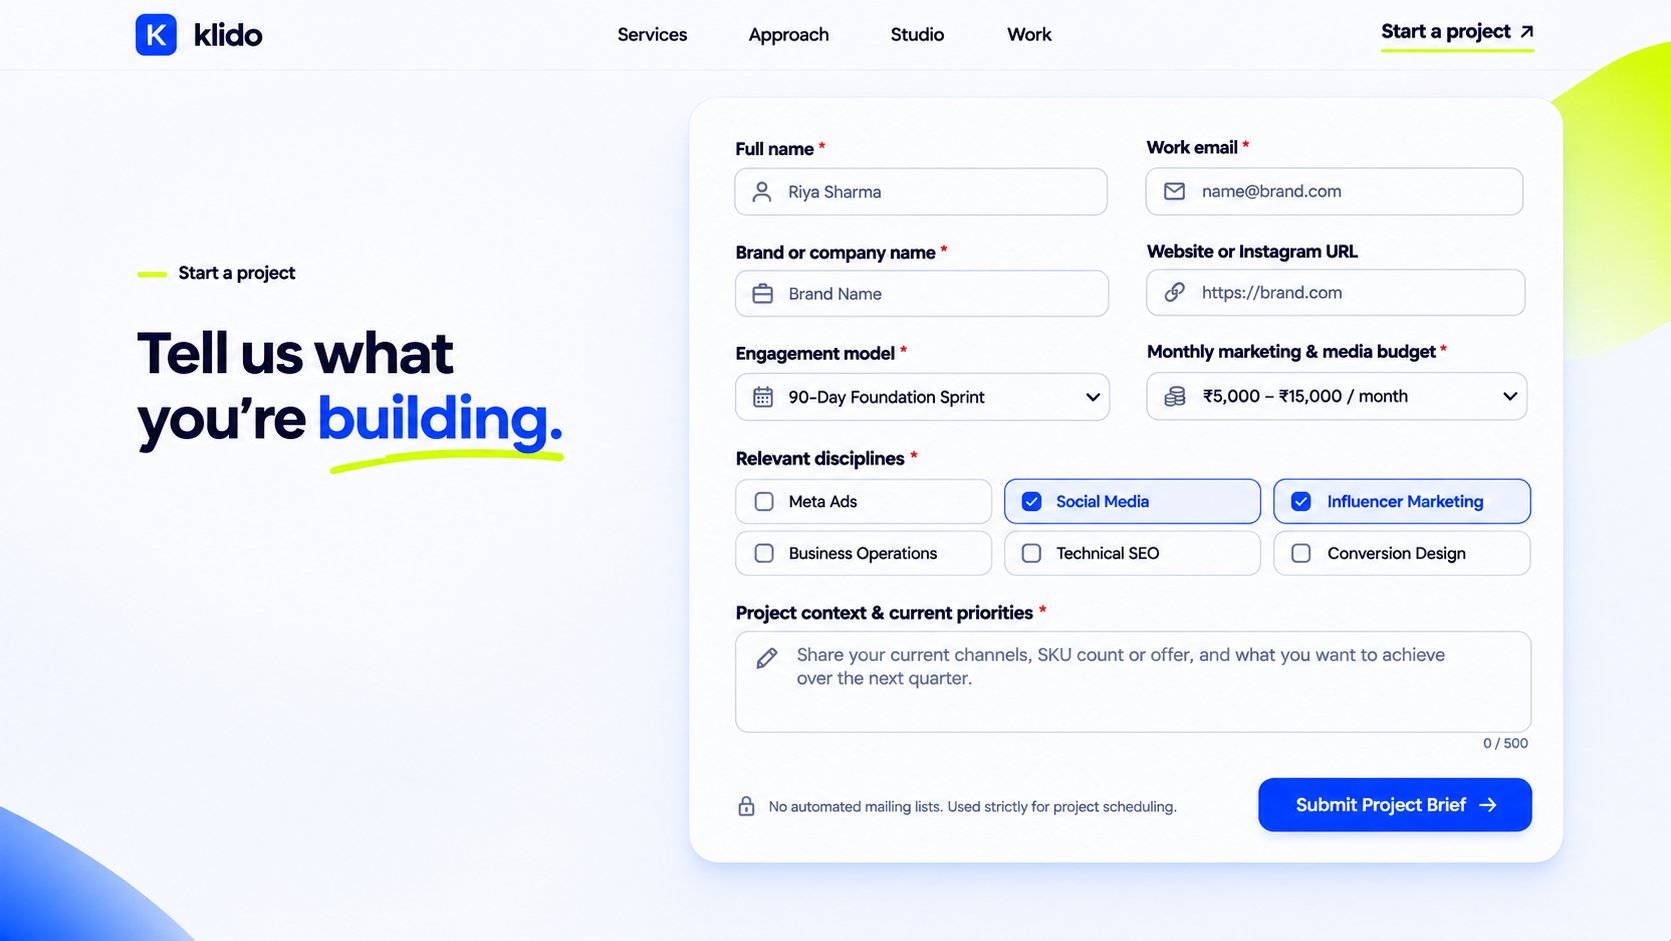 K klido
Services
Approach
Studio
Work
Start a project
Start a project
Tell us what
you’re building.
Full name *
Riya Sharma
Work email *
name@brand.com
Brand or company name *
Brand Name
Website or Instagram URL
https://brand.com
Engagement model *
90-Day Foundation Sprint
Monthly marketing & media budget *
₹5,000 – ₹15,000 / month
Relevant disciplines *
Meta Ads
Social Media
Influencer Marketing
Business Operations
Technical SEO
Conversion Design
Project context & current priorities *
Share your current channels, SKU count or offer, and what you want to achieve
over the next quarter.
0 / 500
No automated mailing lists. Used strictly for project scheduling.
Submit Project Brief